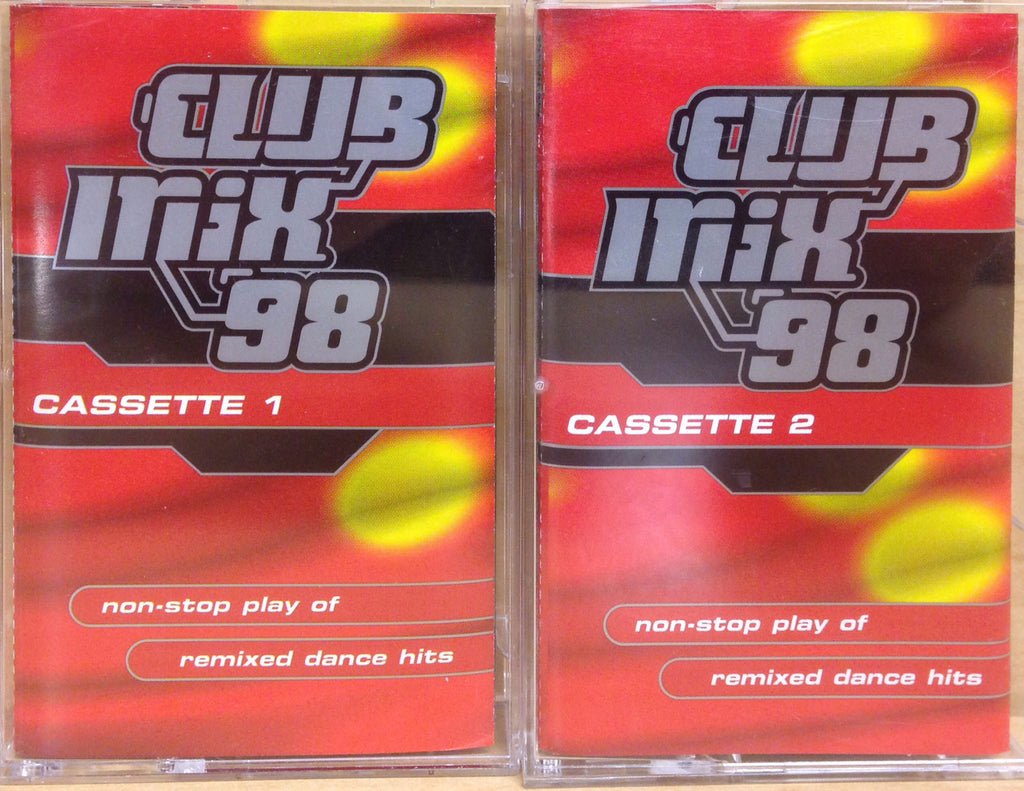 CLUB
MIX
'98
CASSETTE 1
non-stop play of
remixed dance hits
CLUB
MIX
'98
CASSETTE 2
non-stop play of
remixed dance hits